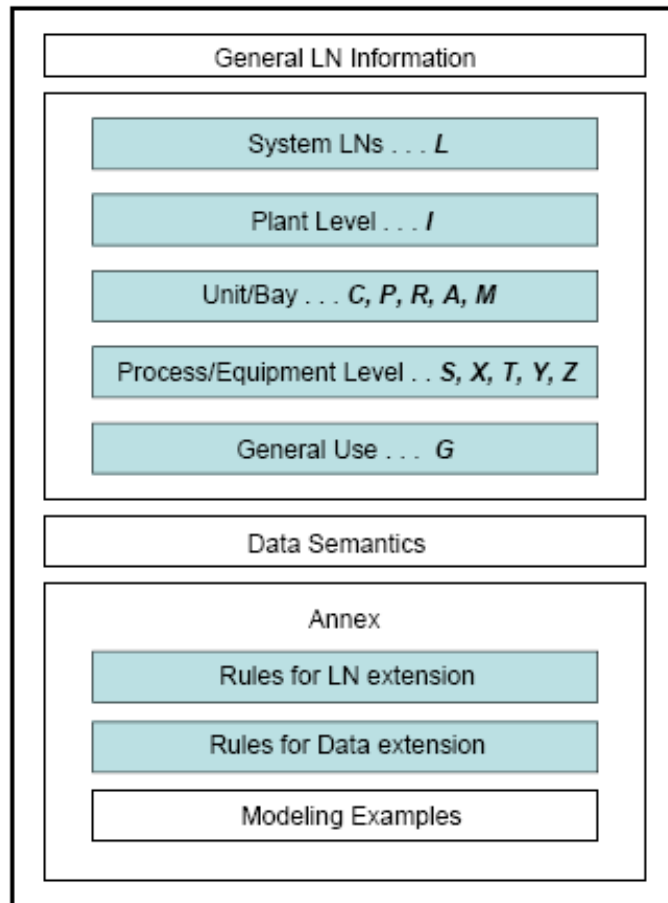 General LN Information
System LNs . . . L
Plant Level . . . I
Unit/Bay . . . C, P, R, A, M
Process/Equipment Level . . S, X, T, Y, Z
General Use . . . G
Data Semantics
Annex
Rules for LN extension
Rules for Data extension
Modeling Examples